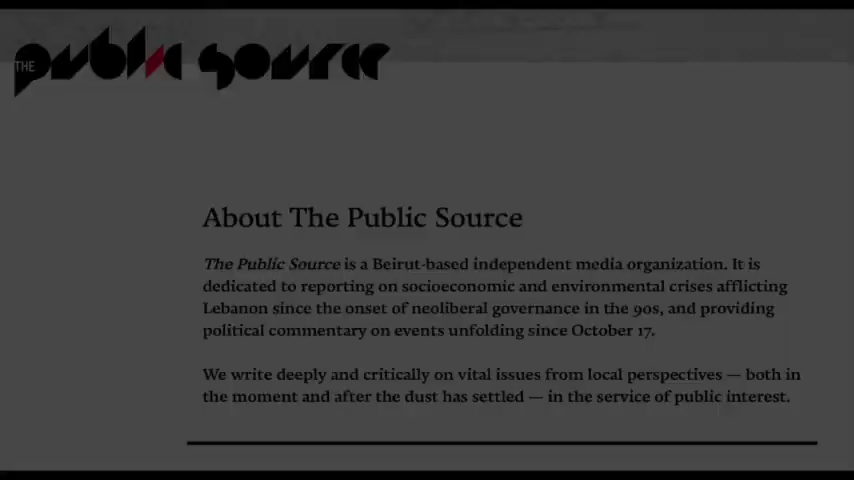 THE public source
About The Public Source
The Public Source is a Beirut-based independent media organization. It is
dedicated to reporting on socioeconomic and environmental crises afflicting
Lebanon since the onset of neoliberal governance in the 90s, and providing
political commentary on events unfolding since October 17.
We write deeply and critically on vital issues from local perspectives — both in
the moment and after the dust has settled — in the service of public interest.